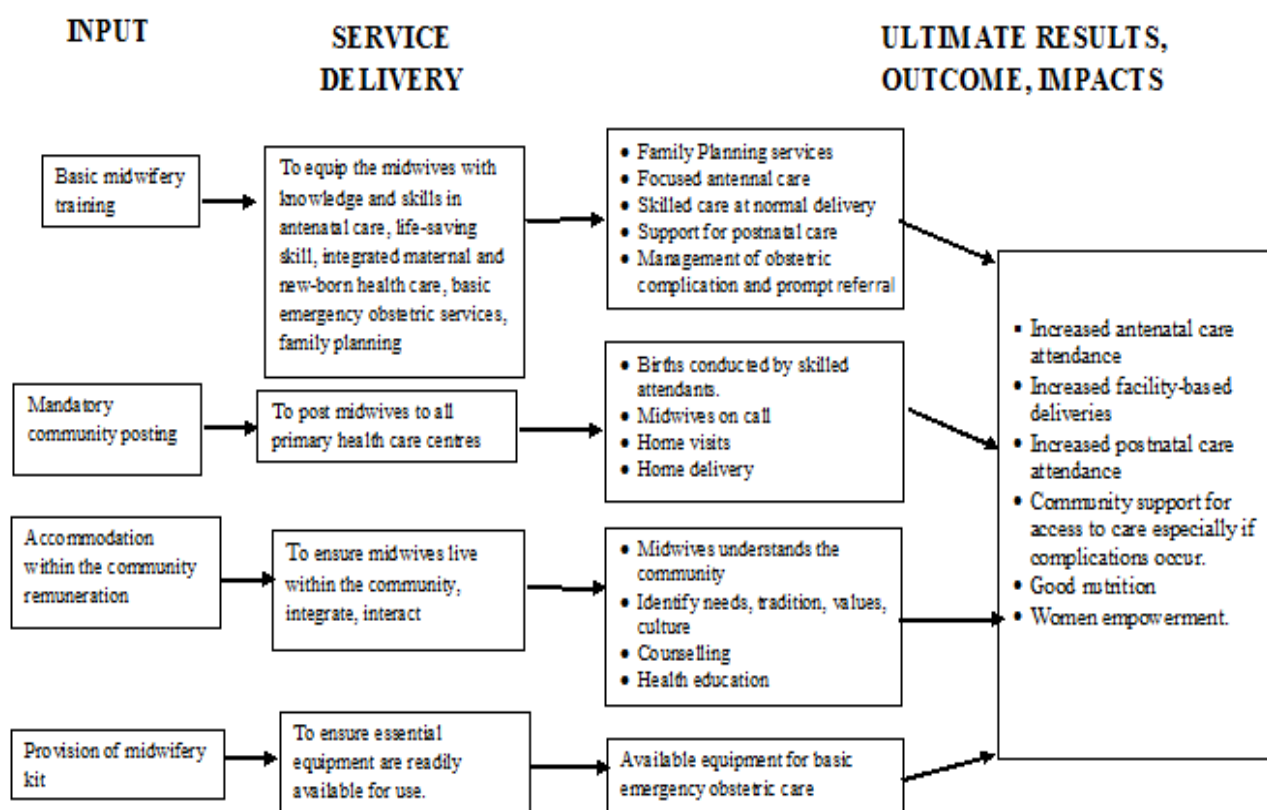 INPUT
SERVICE
DELIVERY
ULTIMATE RESULTS,
OUTCOME, IMPACTS
Basic midwifery
training
To equip the midwives with
knowledge and skills in
antenatal care, life-saving
skill, integrated maternal and
new-born health care, basic
emergency obstetric services,
family planning
• Family Planning services
• Focused antennal care
• Skilled care at normal delivery
• Support for postnatal care
• Management of obstetric
complication and prompt referral
Mandatory
community posting
To post midwives to all
primary health care centres
• Births conducted by skilled
attendants.
• Midwives on call
• Home visits
• Home delivery
Accommodation
within the community
remuneration
To ensure midwives live
within the community,
integrate, interact
• Midwives understands the
community
• Identify needs, tradition, values,
culture
• Counselling
• Health education
Provision of midwifery
kit
To ensure essential
equipment are readily
available for use.
Available equipment for basic
emergency obstetric care
• Increased antenatal care
attendance
• Increased facility-based
deliveries
• Increased postnatal care
attendance
• Community support for
access to care especially if
complications occur.
• Good nutrition
• Women empowerment.